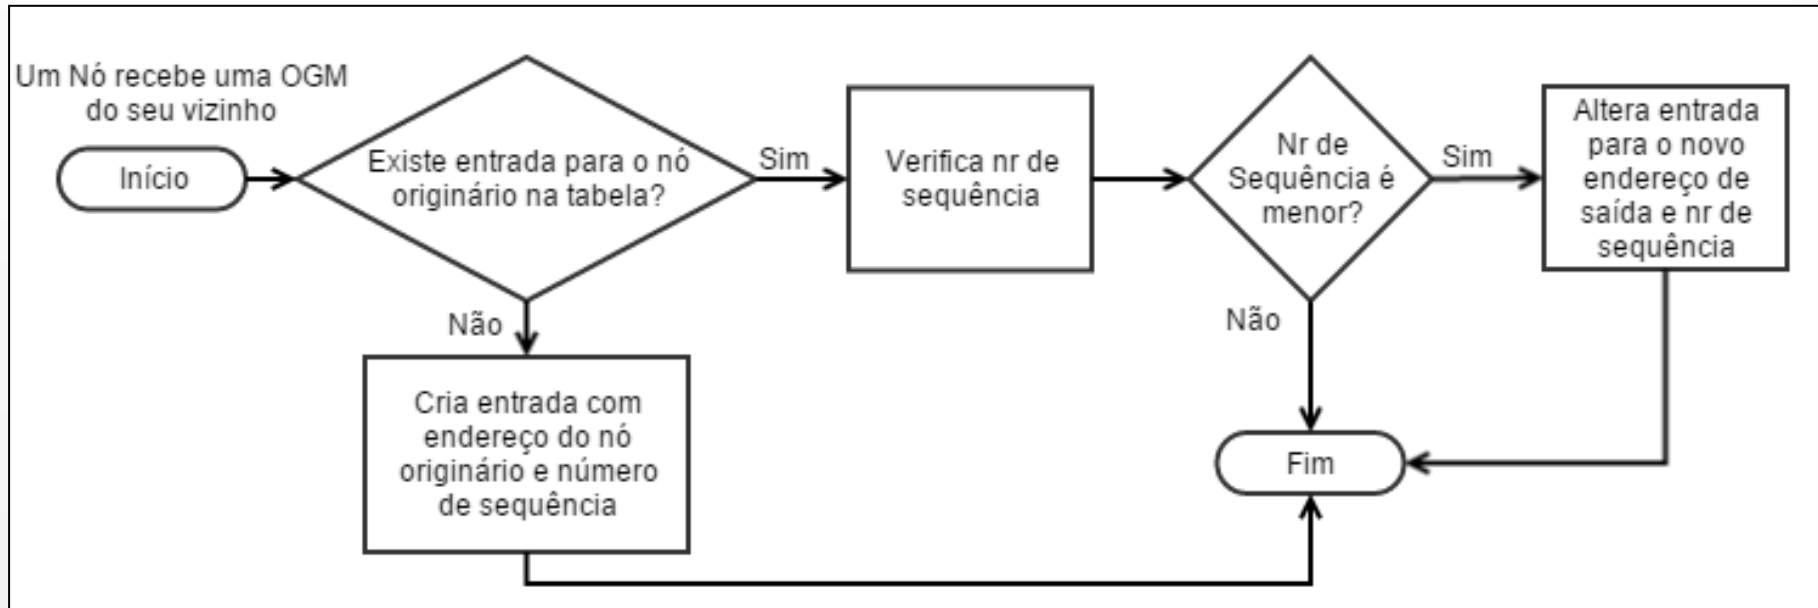 Um Nó recebe uma OGM
do seu vizinho
Início
Existe entrada para o nó
originário na tabela?
Sim
Verifica nr de
sequência
Nr de
Sequência é
menor?
Sim
Altera entrada
para o novo
endereço de
saída e nr de
sequência
Não
Cria entrada com
endereço do nó
originário e número
de sequência
Não
Fim